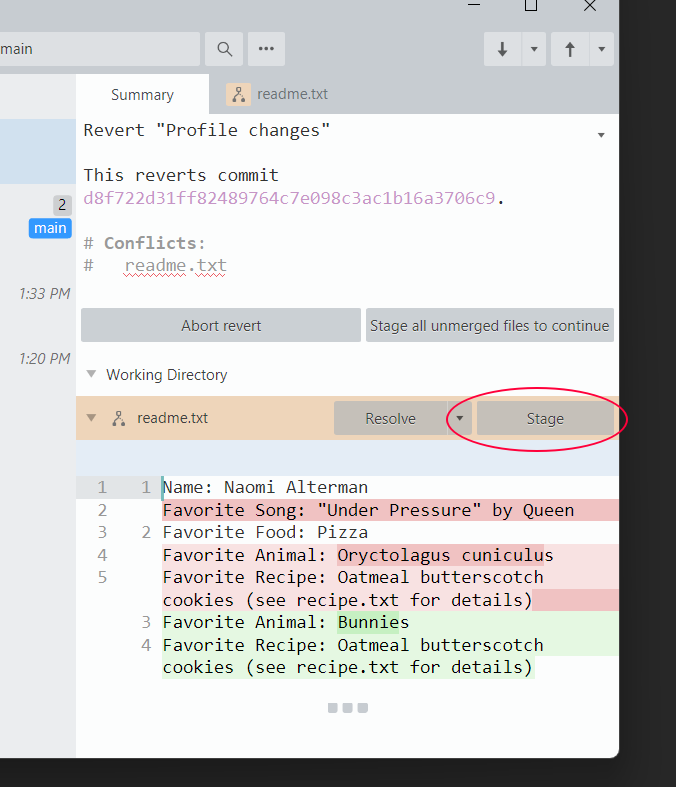 main
Summary
readme.txt
Revert "Profile changes"
This reverts commit
d8f722d31ff82489764c7e098c3ac1b16a3706c9.
2
main
# Conflicts:
#   readme.txt
1:33 PM
Abort revert
Stage all unmerged files to continue
1:20 PM
Working Directory
readme.txt
Resolve
Stage
1 1 Name: Naomi Alterman
2 Favorite Song: "Under Pressure" by Queen
3 2 Favorite Food: Pizza
4 Favorite Animal: Oryctolagus cuniculus
5 Favorite Recipe: Oatmeal butterscotch
cookies (see recipe.txt for details)
3 Favorite Animal: Bunnies
4 Favorite Recipe: Oatmeal butterscotch
cookies (see recipe.txt for details)